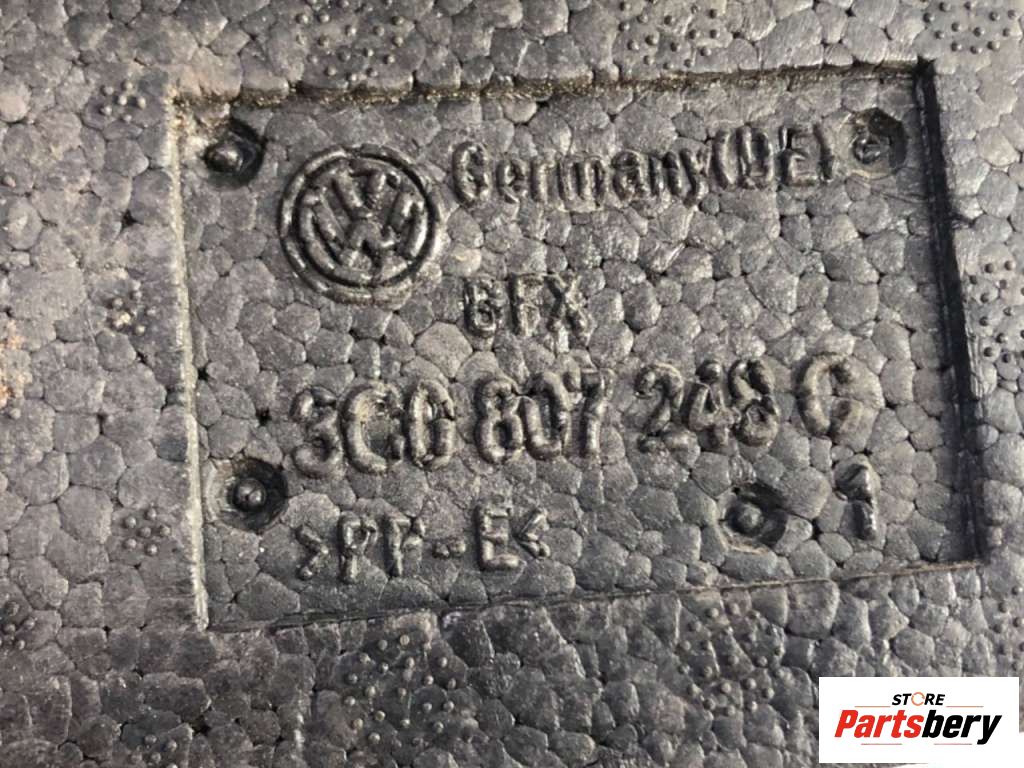 Germany(DE)
BFX
3C0 807 248 C
>PP-E<
1
STORE
Partsbery